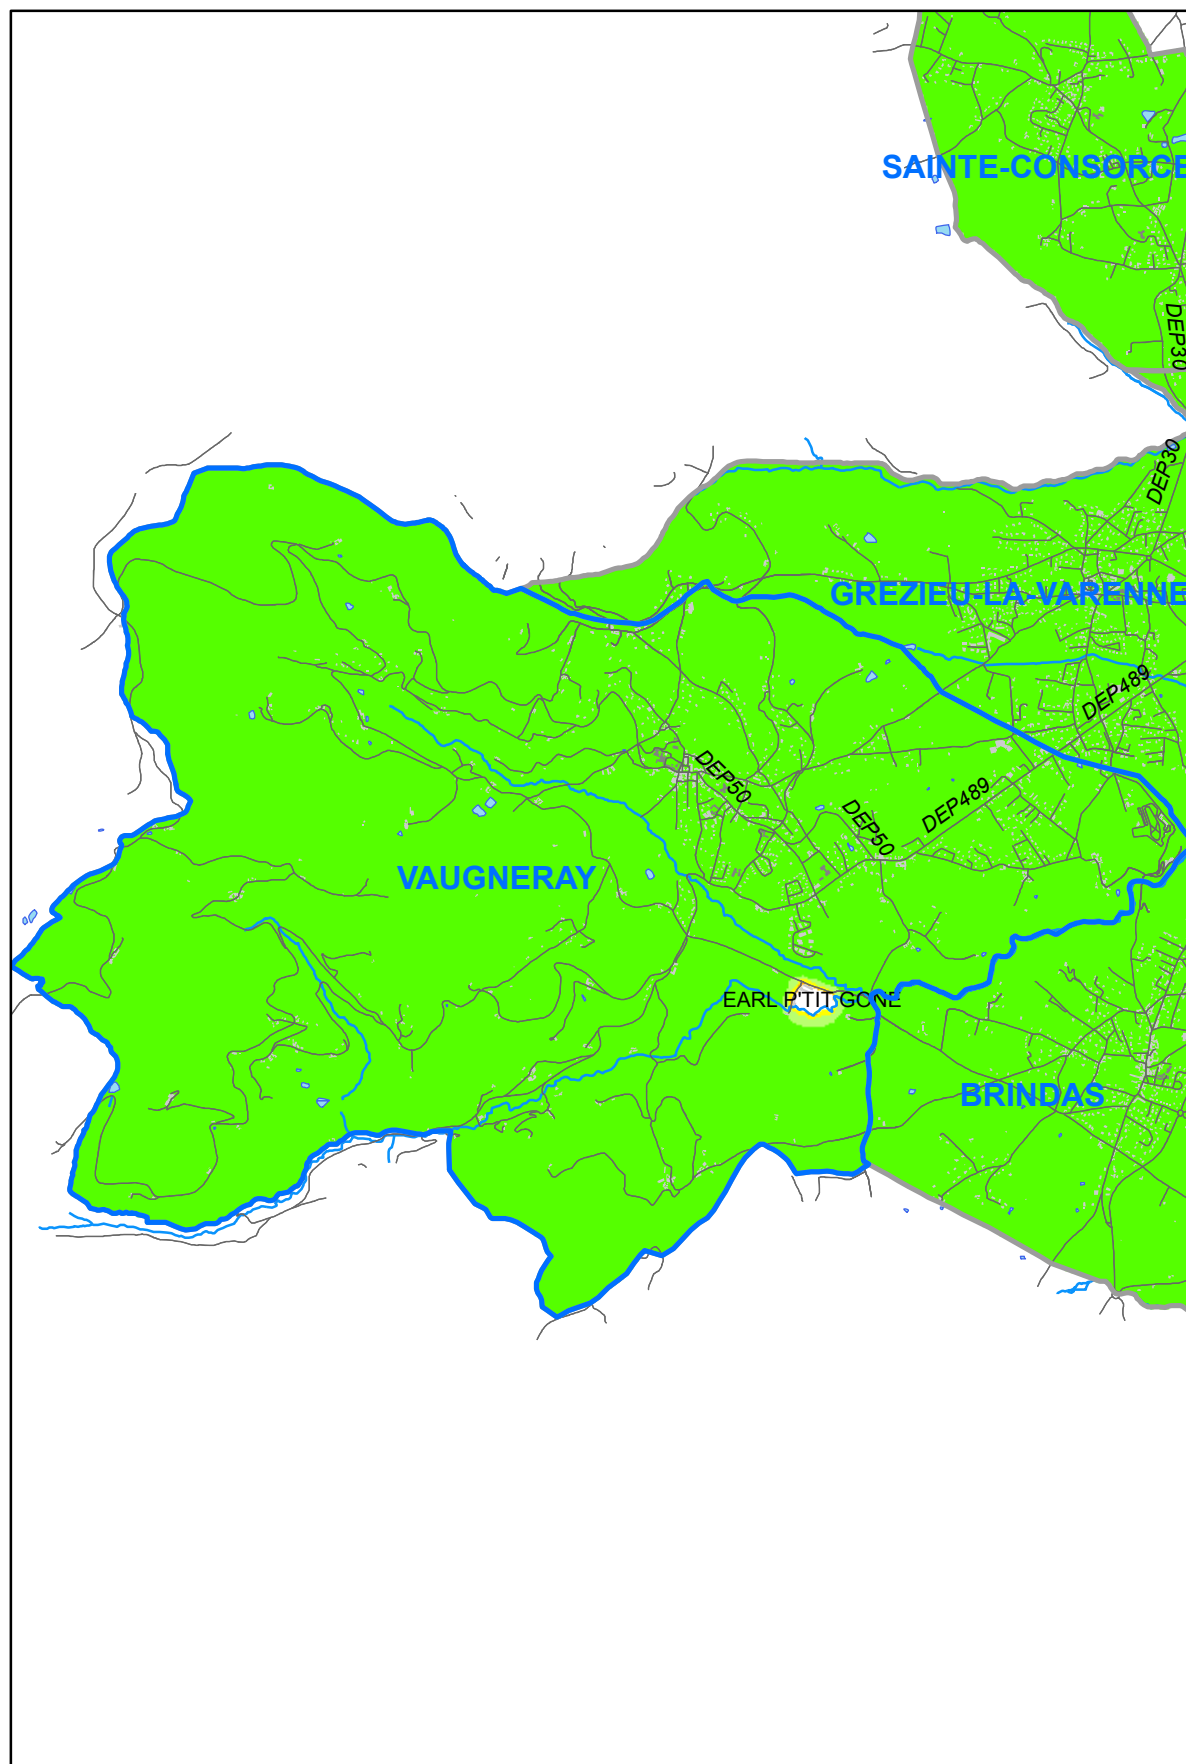 SAINTE-CONSORCE
DEP30
DEP30
GREZIEU-LA-VARENNE
DEP489
DEP50
DEP489
DEP50
VAUGNERAY
EARL P'TIT GONE
BRINDAS